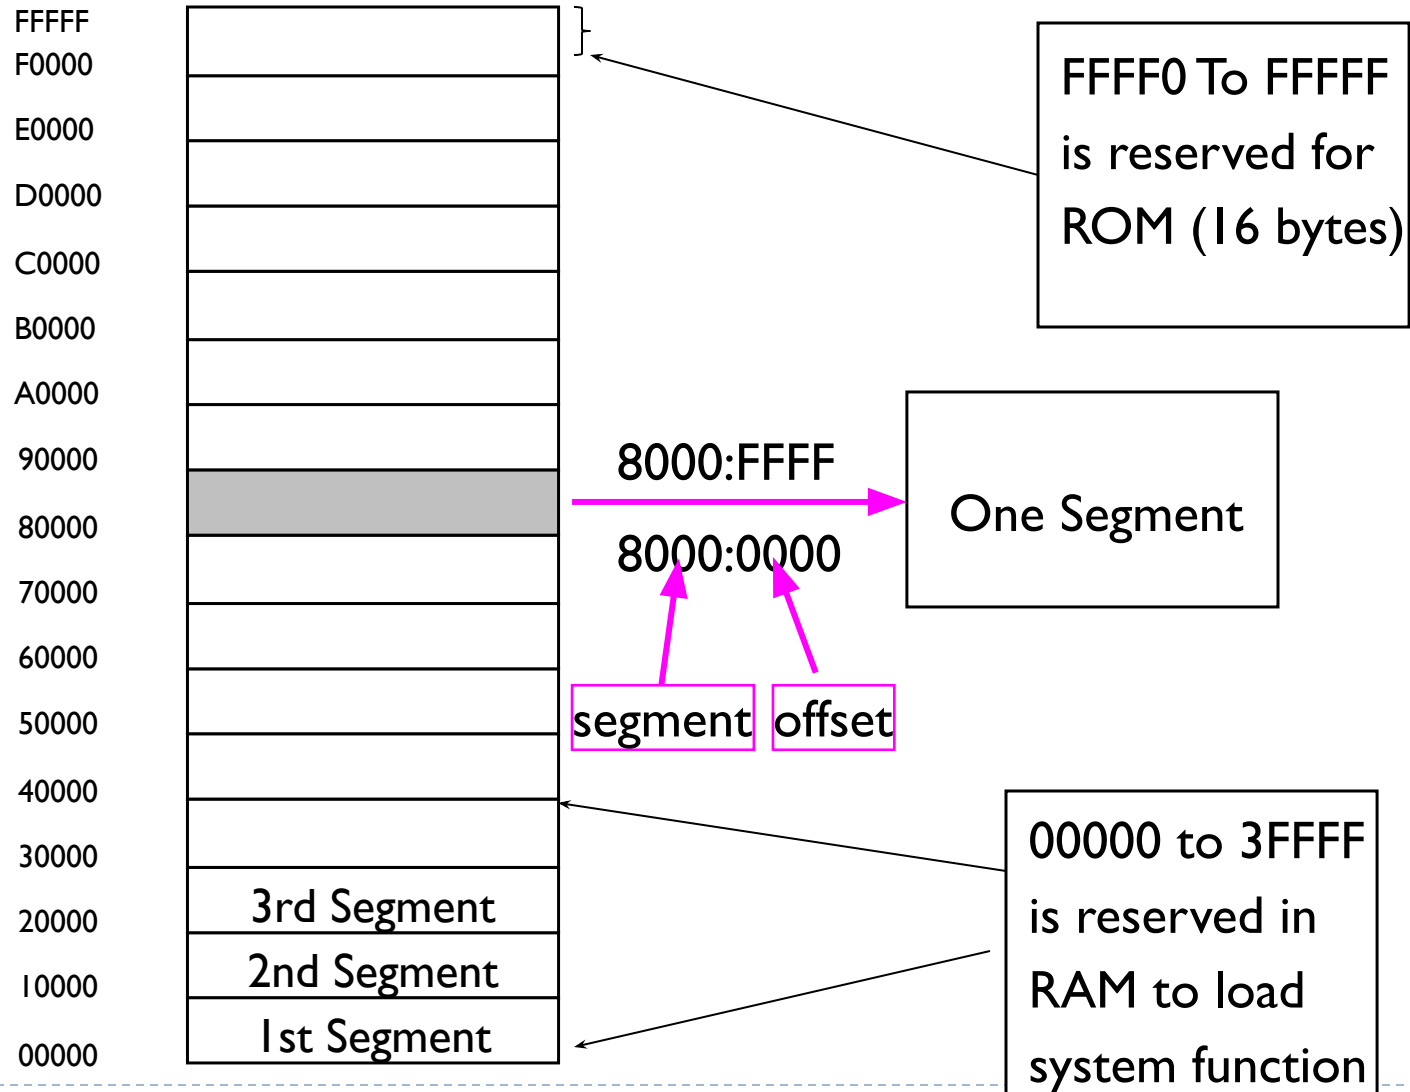 FFFFF
F0000
E0000
D0000
C0000
B0000
A0000
90000
80000
70000
60000
50000
40000
30000
20000
10000
00000
3rd Segment
2nd Segment
1st Segment
FFFF0 To FFFFF
is reserved for
ROM (16 bytes)
8000:FFFF
8000:0000
One Segment
segment
offset
00000 to 3FFFF
is reserved in
RAM to load
system function